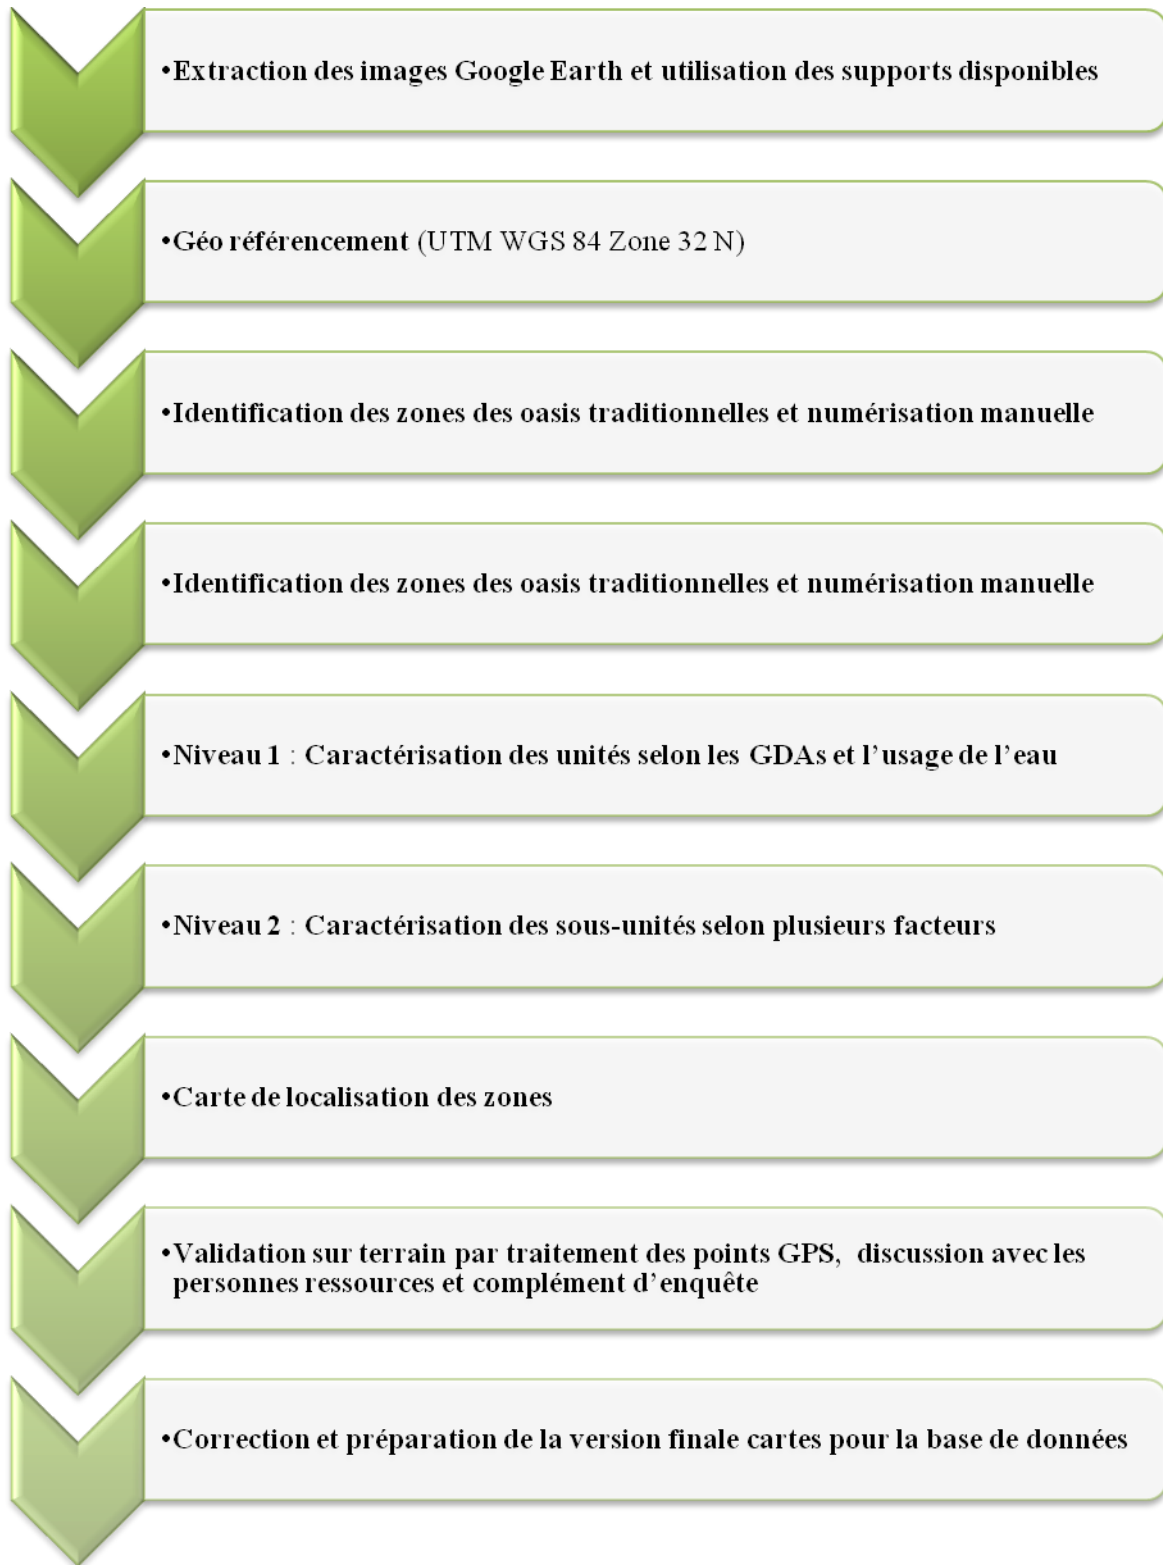 •Extraction des images Google Earth et utilisation des supports disponibles
•Géo référencement (UTM WGS 84 Zone 32 N)
•Identification des zones des oasis traditionnelles et numérisation manuelle
•Identification des zones des oasis traditionnelles et numérisation manuelle
•Niveau 1 : Caractérisation des unités selon les GDAs et l’usage de l’eau
•Niveau 2 : Caractérisation des sous-unités selon plusieurs facteurs
•Carte de localisation des zones
•Validation sur terrain par traitement des points GPS, discussion avec les
personnes ressources et complément d’enquête
•Correction et préparation de la version finale cartes pour la base de données